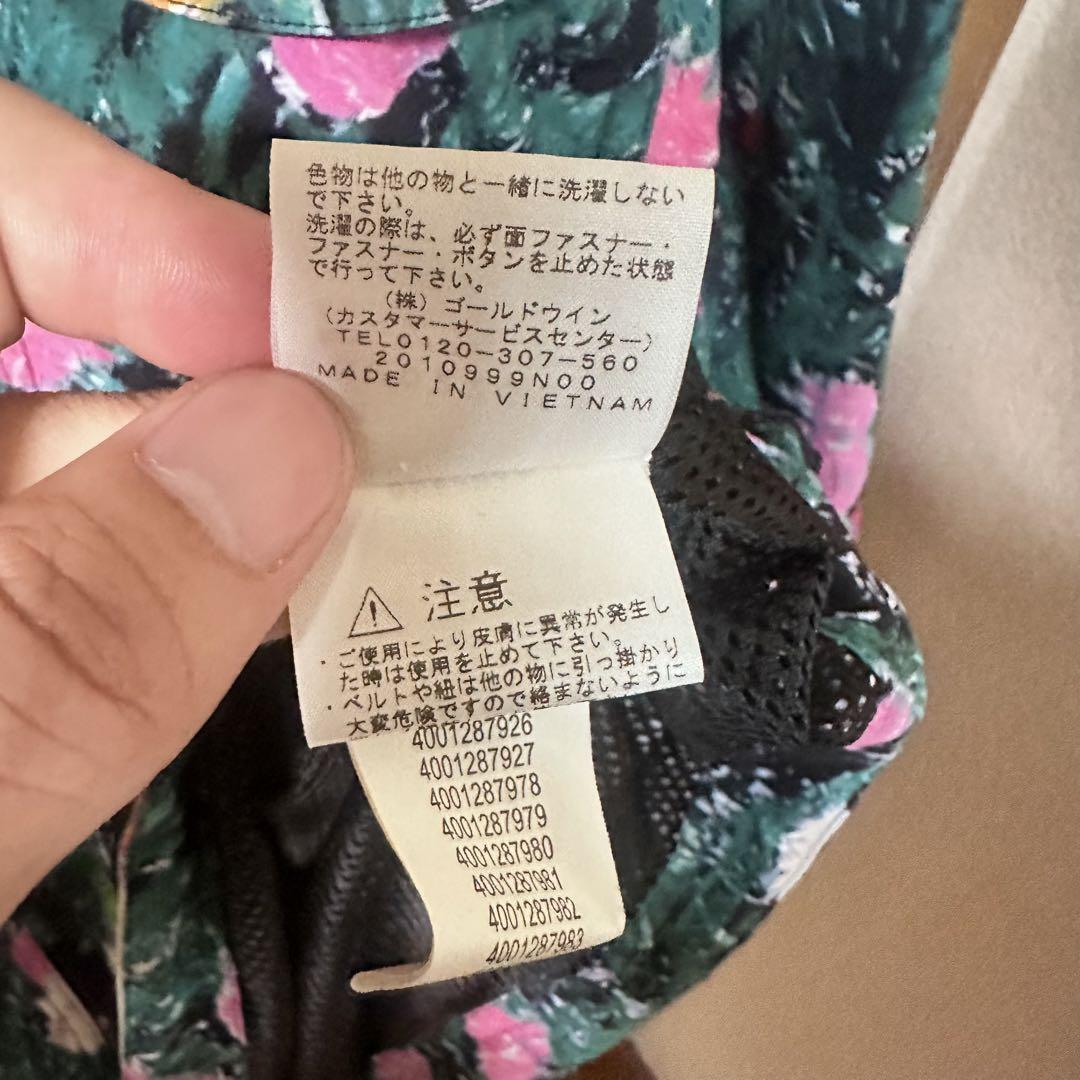 色物は他の物と一緒に洗濯しない
で下さい。
洗濯の際は、必ず面ファスナー・
ファスナー・ボタンを止めた状態
で行って下さい。
(株)ゴールドウイン
(カスタマーサービスセンター)
TEL0120-307-560
2010999N00
MADE IN VIETNAM
注意
・ご使用により皮膚に異常が発生し
た時は使用を止めて下さい。
・ベルトや紐は他の物に引っ掛かり
大変危険ですので絡まないように
4001287926
4001287927
4001287978
4001287979
4001287980
4001287981
4001287982
4001287983